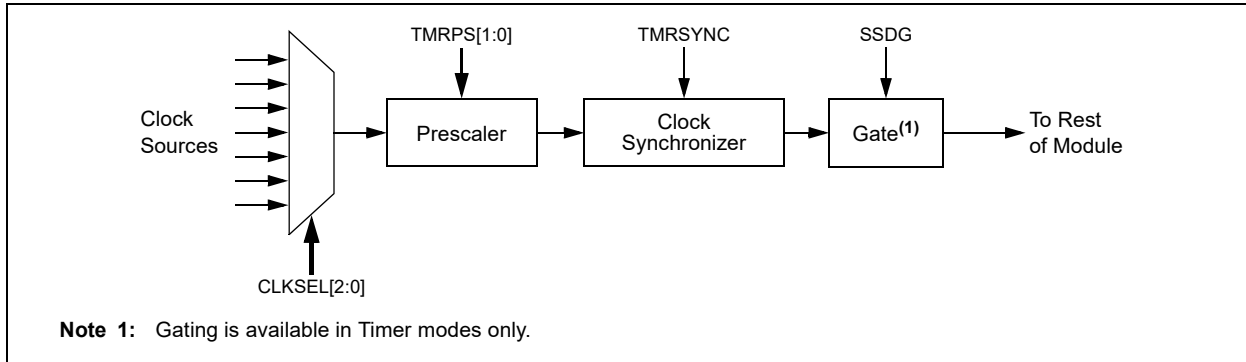 TMRPS[1:0]
TMRSYNC
SSDG
Clock
Sources
Prescaler
Clock
Synchronizer
Gate(1)
To Rest
of Module
CLKSEL[2:0]
Note 1: Gating is available in Timer modes only.